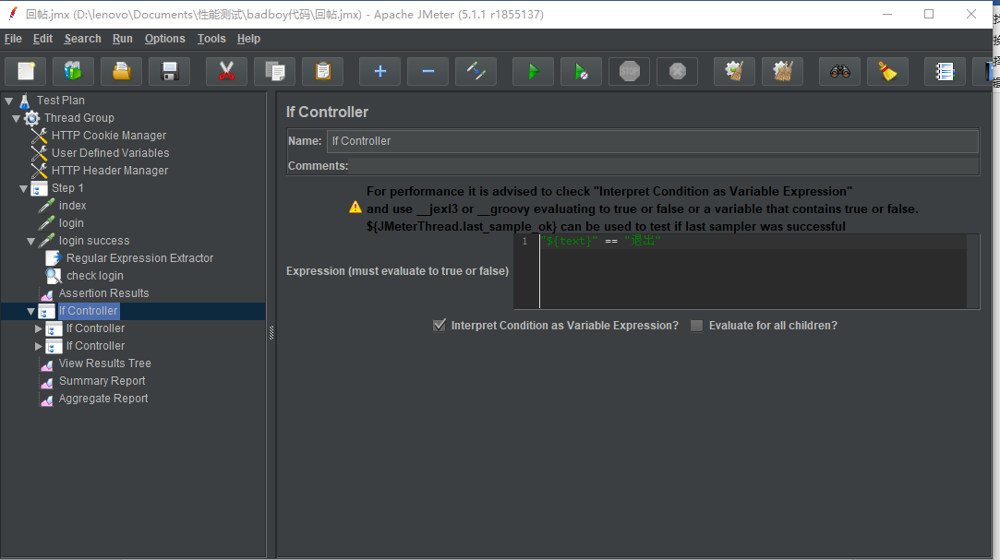 回帖.jmx (D:\lenovo\Documents\性能测试\badboy代码\回帖.jmx) - Apache JMeter (5.1.1 r1855137)
File Edit Search Run Options Tools Help
STOP
Test Plan
Thread Group
HTTP Cookie Manager
User Defined Variables
HTTP Header Manager
Step 1
index
login
login success
Regular Expression Extractor
check login
Assertion Results
If Controller
If Controller
If Controller
View Results Tree
Summary Report
Aggregate Report
If Controller
Name: If Controller
Comments:
For performance it is advised to check "Interpret Condition as Variable Expression"
and use __jexl3 or __groovy evaluating to true or false or a variable that contains true or false.
${JMeterThread.last_sample_ok} can be used to test if last sampler was successful
Expression (must evaluate to true or false)
1 "${text}" == "退出"
Interpret Condition as Variable Expression? Evaluate for all children?